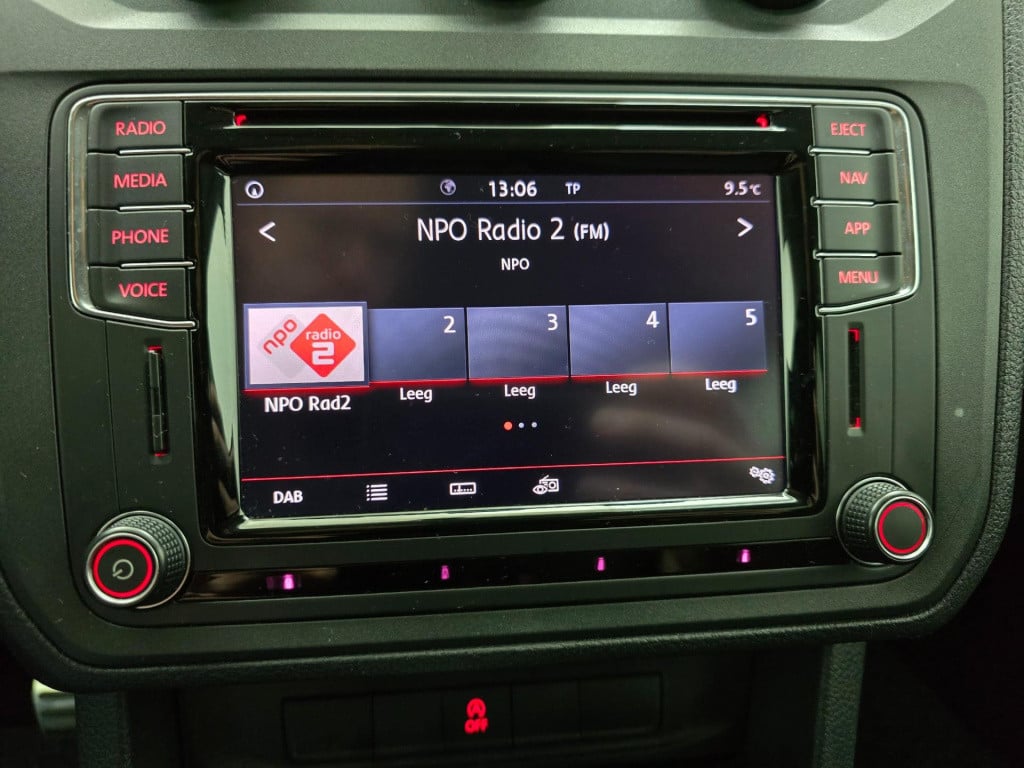 RADIO
MEDIA
PHONE
VOICE
EJECT
NAV
APP
MENU
13:06 TP 9.5°C
< NPO Radio 2 (FM) >
NPO
npo radio 2
2 3 4 5
NPO Rad2 Leeg Leeg Leeg Leeg
DAB
OFF